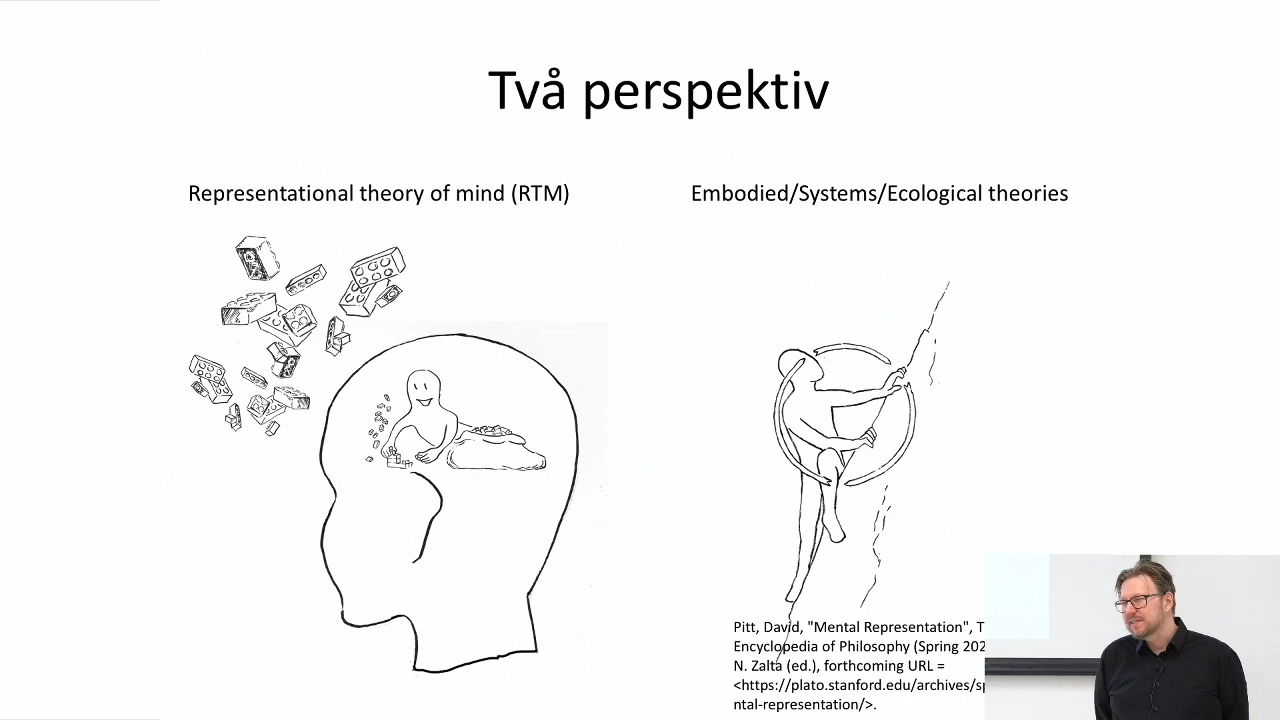 Två perspektiv
Representational theory of mind (RTM)
Embodied/Systems/Ecological theories
Pitt, David, "Mental Representation", T
Encyclopedia of Philosophy (Spring 202
N. Zalta (ed.), forthcoming URL =
<https://plato.stanford.edu/archives/sp
ntal-representation/>.